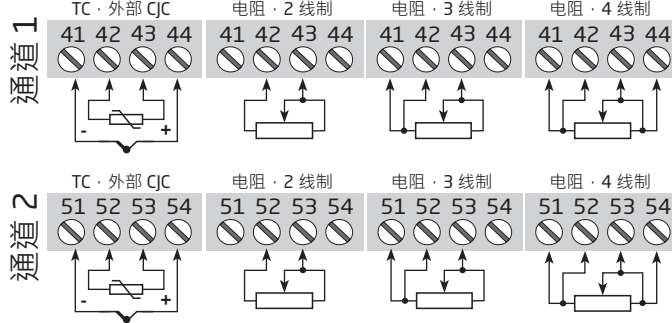 通道 1
TC · 外部 CJC
41 42 43 44
- +
电阻 · 2 线制
41 42 43 44
电阻 · 3 线制
41 42 43 44
电阻 · 4 线制
41 42 43 44
通道 2
TC · 外部 CJC
51 52 53 54
- +
电阻 · 2 线制
51 52 53 54
电阻 · 3 线制
51 52 53 54
电阻 · 4 线制
51 52 53 54